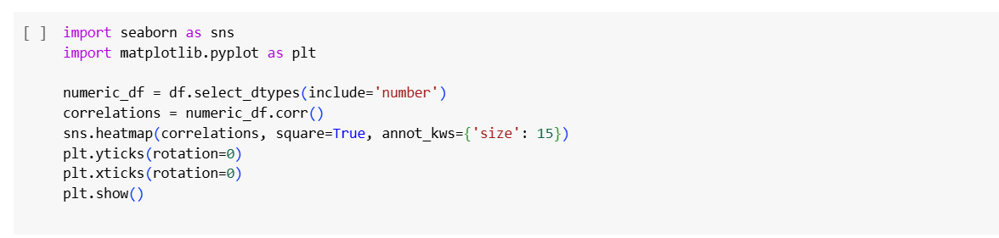 [ ] import seaborn as sns
import matplotlib.pyplot as plt
numeric_df = df.select_dtypes(include='number')
correlations = numeric_df.corr()
sns.heatmap(correlations, square=True, annot_kws={'size': 15})
plt.yticks(rotation=0)
plt.xticks(rotation=0)
plt.show()